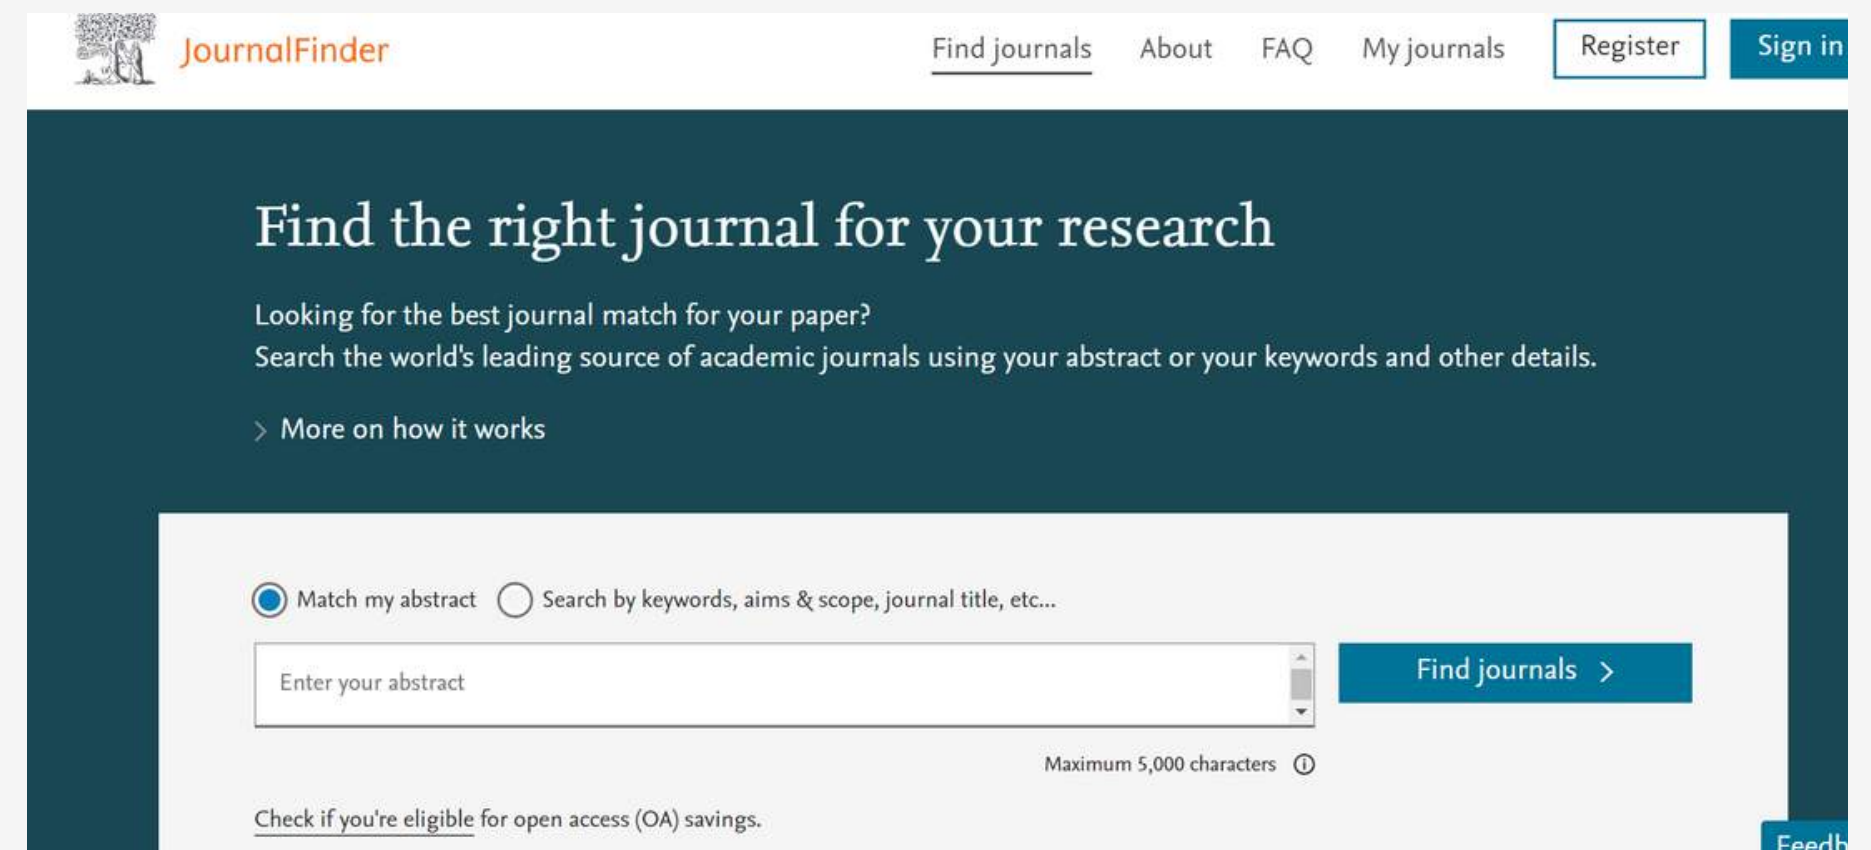 JournalFinder
Find journals About FAQ My journals Register Sign in
Find the right journal for your research
Looking for the best journal match for your paper?
Search the world's leading source of academic journals using your abstract or your keywords and other details.
> More on how it works
Match my abstract Search by keywords, aims & scope, journal title, etc...
Enter your abstract
Find journals >
Maximum 5,000 characters
Check if you're eligible for open access (OA) savings.
Feedb